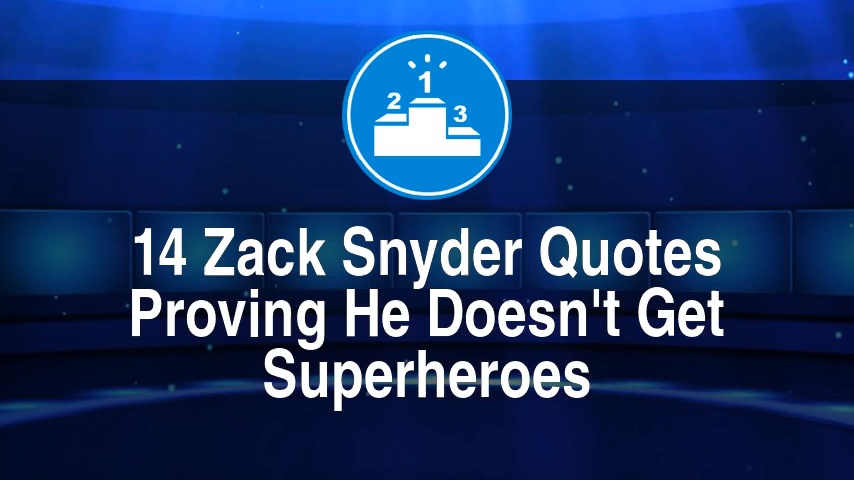 1
2
3
14 Zack Snyder Quotes
Proving He Doesn't Get
Superheroes